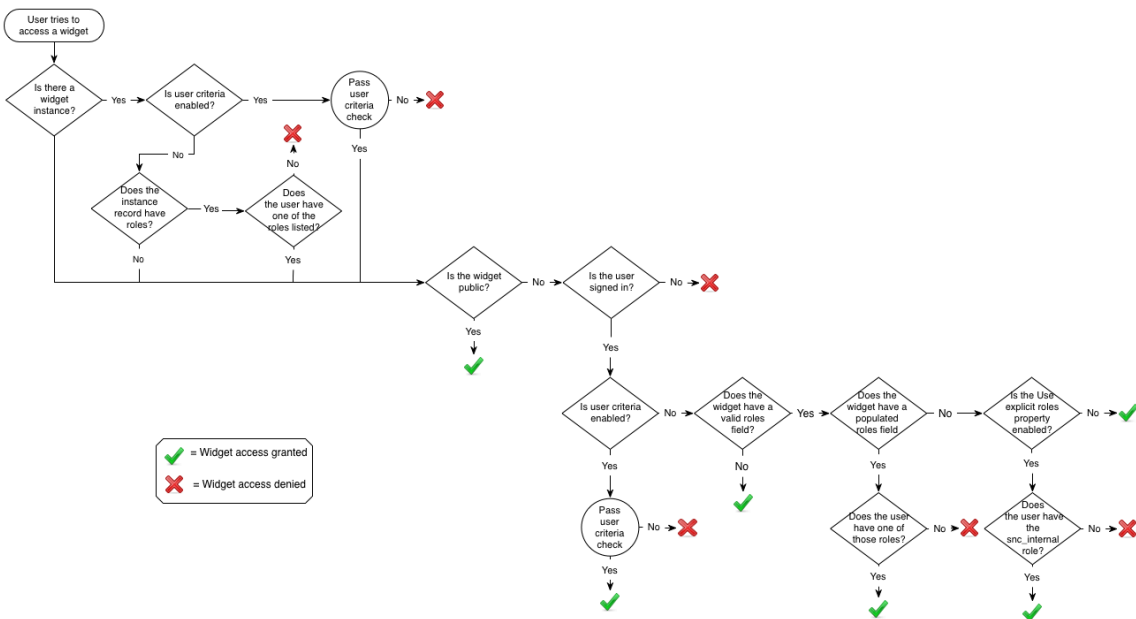 User tries to
access a widget
Is there a
widget
instance?
Yes
Is user criteria
enabled?
Yes
Pass
user
criteria
check
No
No
Yes
No
Does the
instance
record have
roles?
Yes
Does
the user have
one of the
roles listed?
No
Yes
Is the widget
public?
No
Is the user
signed in?
No
Yes
Yes
Is user criteria
enabled?
No
Does the
widget have a
valid roles
field?
Yes
Does the
widget have a
populated
roles field
No
Is the Use
explicit roles
property
enabled?
No
= Widget access granted
= Widget access denied
Yes
No
Yes
Yes
Pass
user
criteria
check
No
Does the user
have one of
those roles?
No
Does
the user have
the
snc_internal
role?
No
Yes
Yes
Yes